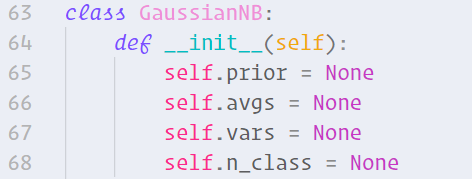 63 class GaussianNB:
64     def __init__(self):
65         self.prior = None
66         self.avgs = None
67         self.vars = None
68         self.n_class = None